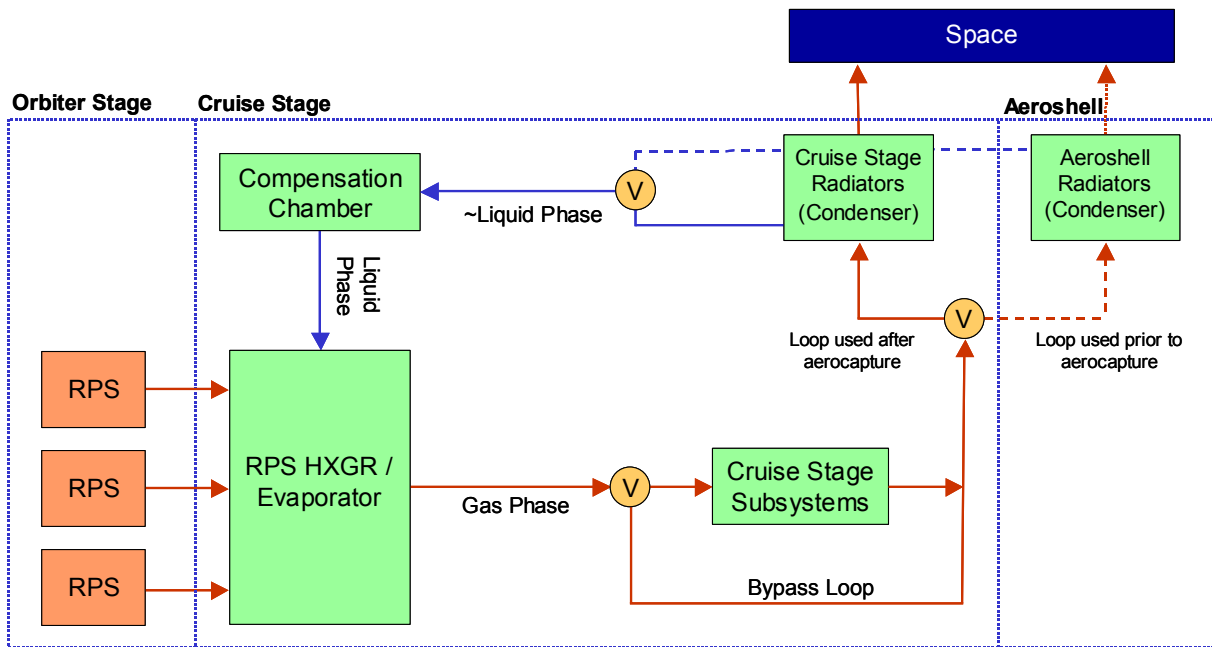 Space
Orbiter Stage
Cruise Stage
Aeroshell
Compensation
Chamber
V
~Liquid Phase
Cruise Stage
Radiators
(Condenser)
Aeroshell
Radiators
(Condenser)
Liquid
Phase
V
Loop used after
aerocapture
Loop used prior to
aerocapture
RPS
RPS
RPS
RPS HXGR /
Evaporator
Gas Phase
V
Cruise Stage
Subsystems
Bypass Loop